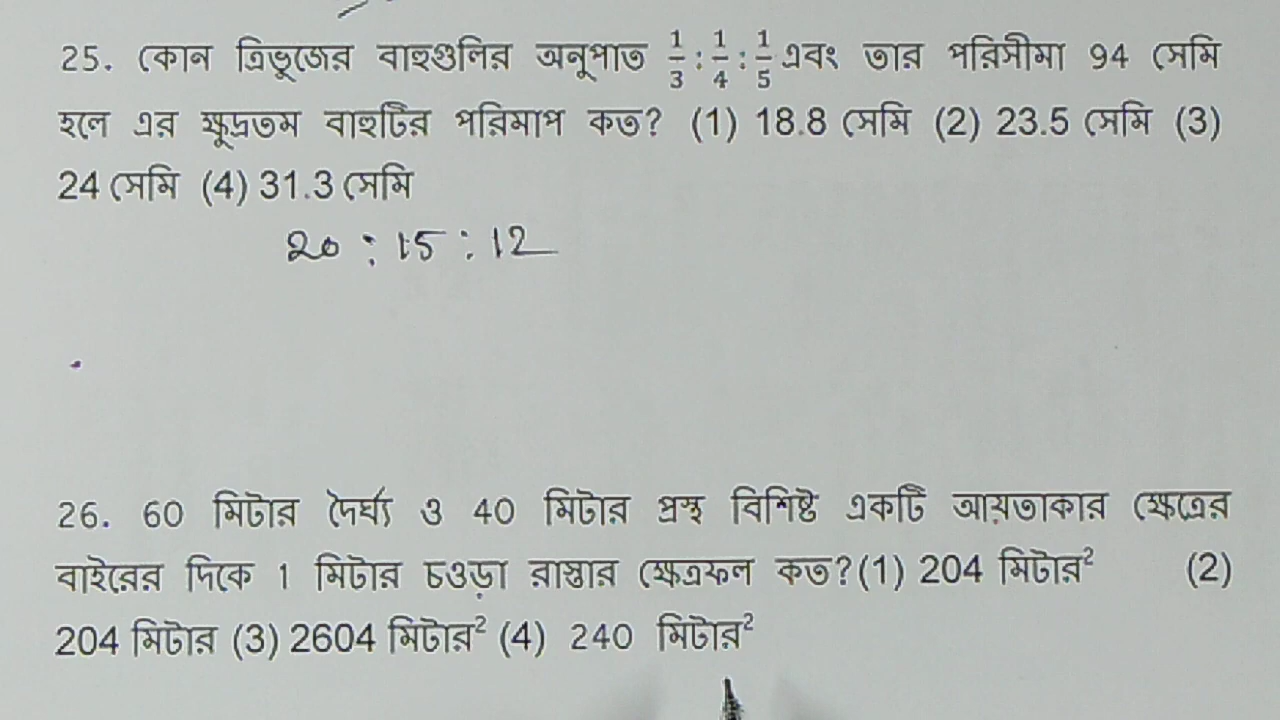 25. কোন ত্রিভূজের বাহুগুলির অনুপাত 1/3 : 1/4 : 1/5 এবং তার পরিসীমা 94 সেমি
হলে এর ক্ষুদ্রতম বাহুটির পরিমাপ কত? (1) 18.8 সেমি (2) 23.5 সেমি (3)
24 সেমি (4) 31.3 সেমি
20 : 15 : 12
26. 60 মিটার দৈর্ঘ্য ও 40 মিটার প্রস্থ বিশিষ্ট একটি আয়তাকার ক্ষেত্রের
বাইরের দিকে 1 মিটার চওড়া রাস্তার ক্ষেত্রফল কত?(1) 204 মিটার² (2)
204 মিটার (3) 2604 মিটার² (4) 240 মিটার²